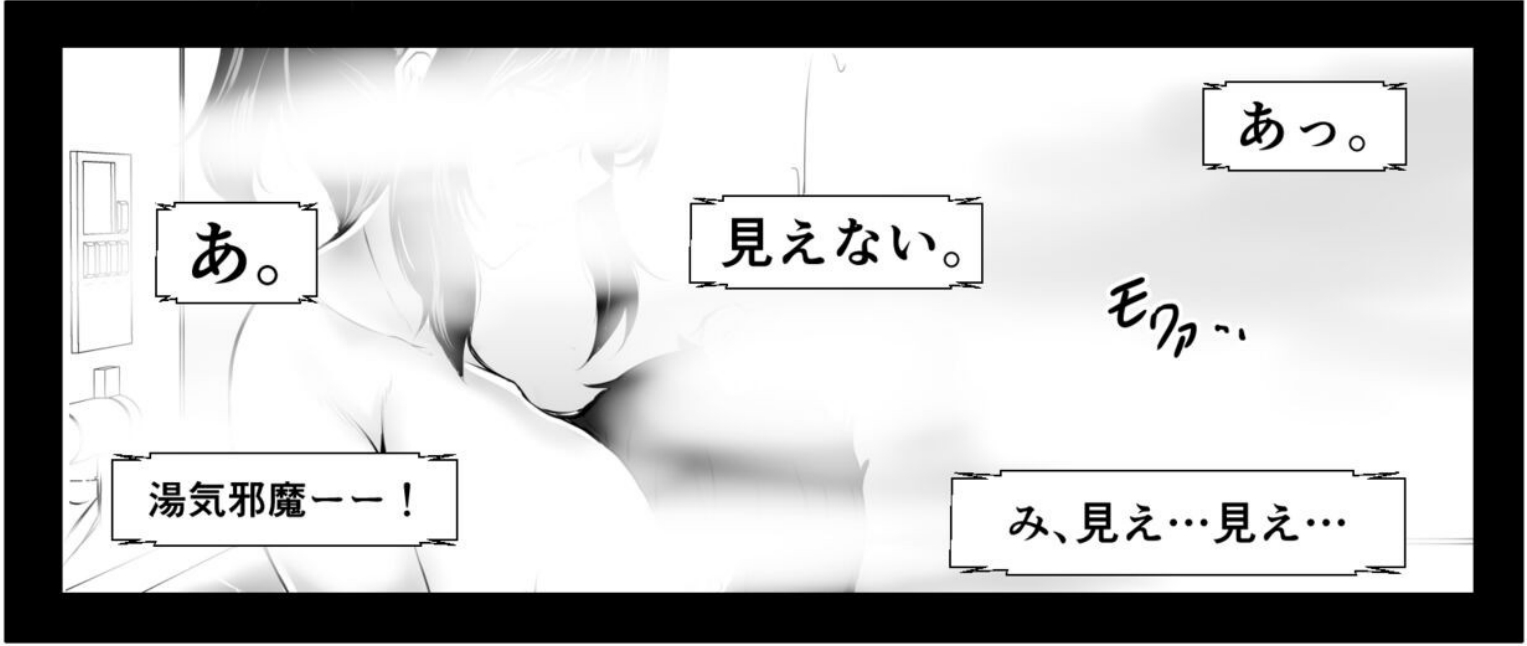 あっ。
見えない。
あ。
モワァ…
み、見え…見え…
湯気邪魔ーー！